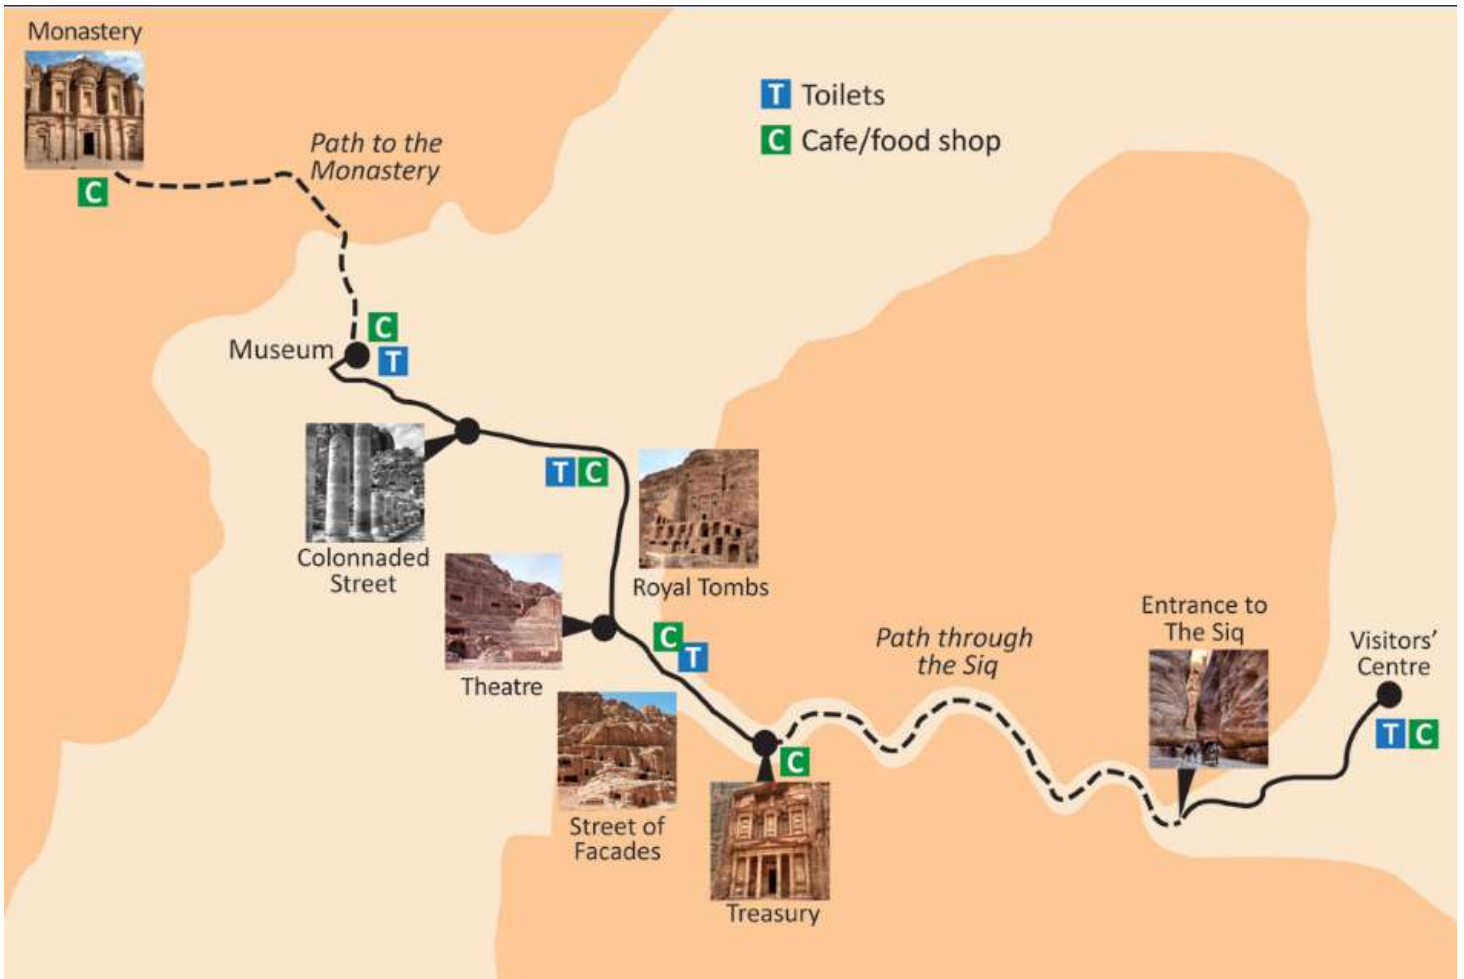 Monastery
T Toilets
C Cafe/food shop
Path to the
Monastery
C
C
Museum
T
T C
Colonnaded
Street
Royal Tombs
Entrance to
The Siq
C
T
Path through
the Siq
Visitors’
Centre
Theatre
T C
C
Street of
Facades
Treasury